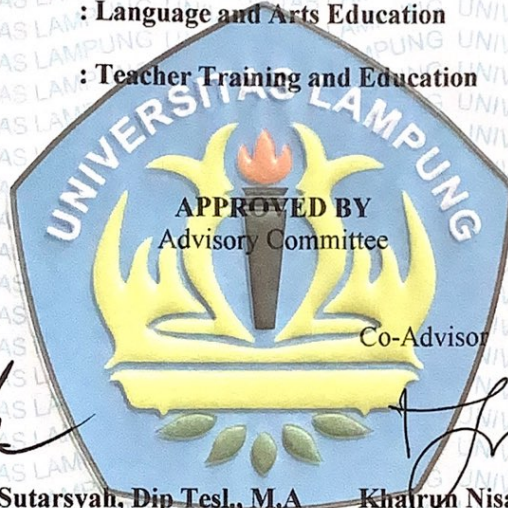 : Language and Arts Education
: Teacher Training and Education
UNIVERSITAS LAMPUNG
APPROVED BY
Advisory Committee
Co-Advisor
Sutarsyah, Dip Tesl., M.A Khairun Nisa